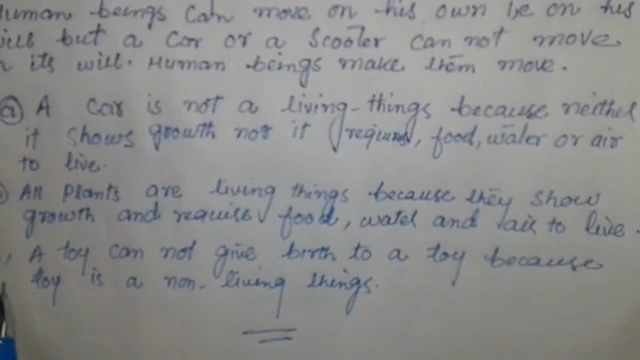 Human beings can move on his own i.e on his
will but a car or a Scooter can not move
its will. Human beings make them move.
(a) A car is not a living-things because neither
it shows growth nor it requires, food, water or air
to live.
All Plants are living things because they show
growth and require food, water and air to live.
A toy can not give birth to a toy because
toy is a non-living things.